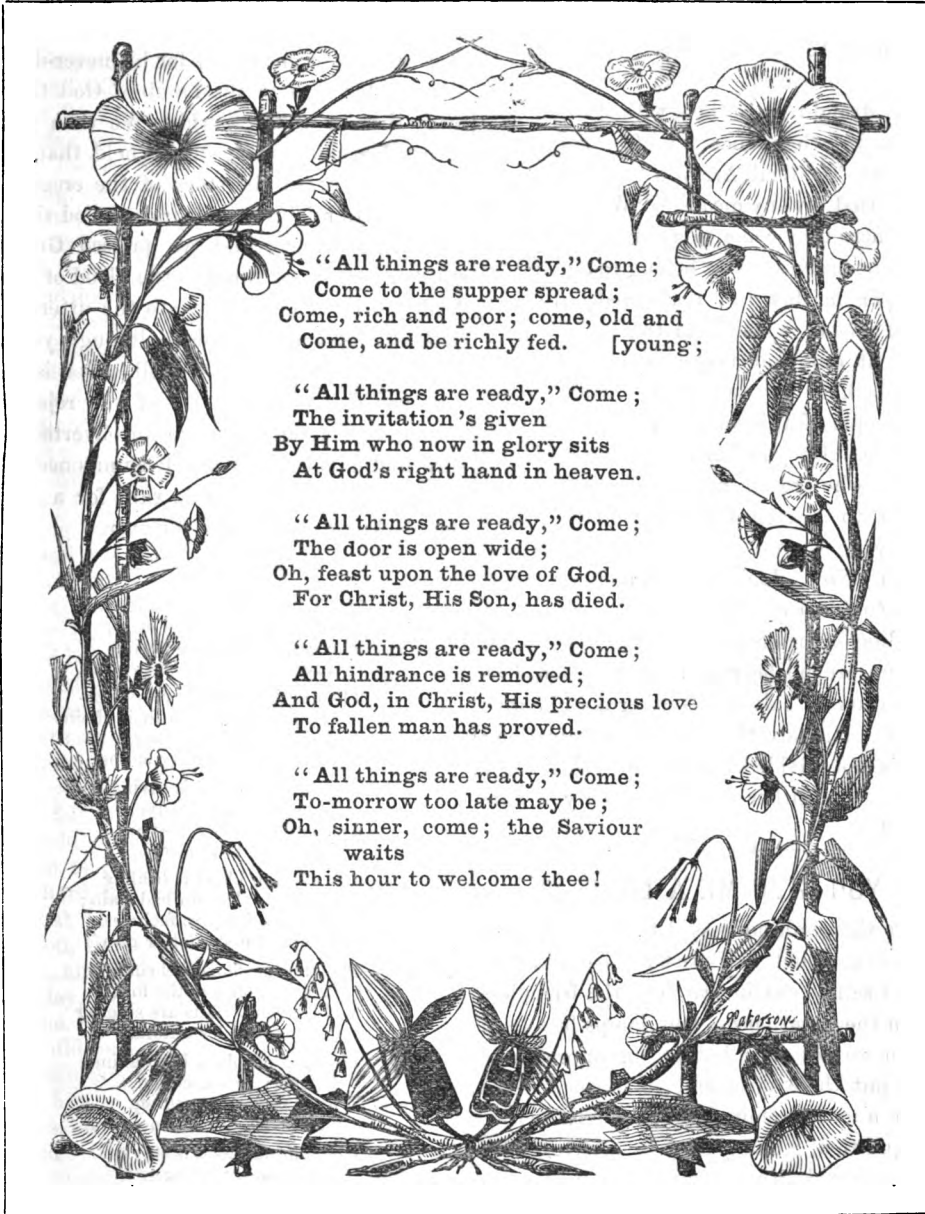 “All things are ready,” Come;
Come to the supper spread;
Come, rich and poor; come, old and
Come, and be richly fed. [young;
“All things are ready,” Come;
The invitation's given
By Him who now in glory sits
At God's right hand in heaven.
“All things are ready,” Come;
The door is open wide;
Oh, feast upon the love of God,
For Christ, His Son, has died.
“All things are ready,” Come;
All hindrance is removed;
And God, in Christ, His precious love
To fallen man has proved.
“All things are ready,” Come;
To-morrow too late may be;
Oh, sinner, come; the Saviour
waits
This hour to welcome thee!